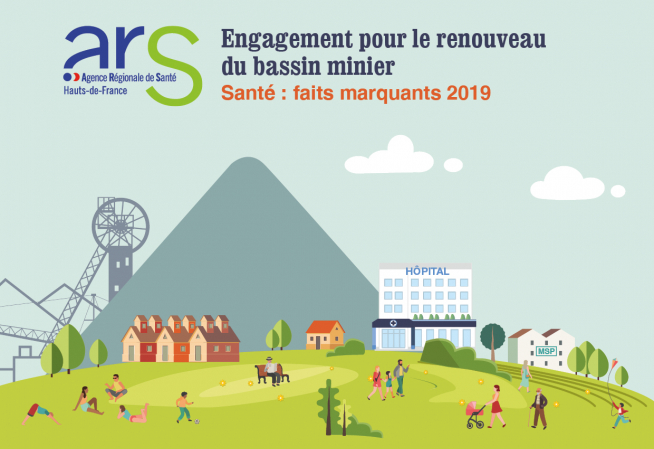 ars
Agence Régionale de Santé
Hauts-de-France
Engagement pour le renouveau
du bassin minier
Santé : faits marquants 2019
HÔPITAL
MSP